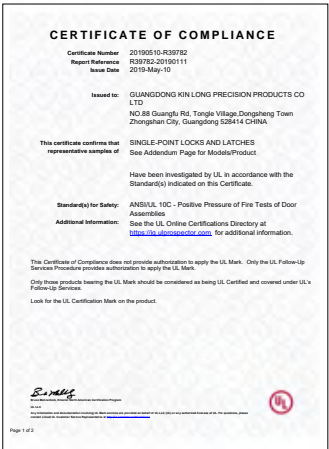 CERTIFICATE OF COMPLIANCE
Certificate Number 20190510-R39782
Report Reference R39782-20190111
Issue Date 2019-May-10
Issued to: GUANGDONG KIN LONG PRECISION PRODUCTS CO
LTD
NO.88 Guangfu Rd, Tongle Village,Dongsheng Town
Zhongshan City, Guangdong 528414 CHINA
This certificate confirms that SINGLE-POINT LOCKS AND LATCHES
representative samples of See Addendum Page for Models/Product
Have been investigated by UL in accordance with the
Standard(s) indicated on this Certificate.
Standard(s) for Safety: ANSI/UL 10C - Positive Pressure of Fire Tests of Door
Assemblies
Additional Information: See the UL Online Certifications Directory at
https://iq.ulprospector.com for additional information.
This Certificate of Compliance does not provide authorization to apply the UL Mark. Only the UL Follow-Up
Services Procedure provides authorization to apply the UL Mark.
Only those products bearing the UL Mark should be considered as being UL Certified and covered under UL's
Follow-Up Services.
Look for the UL Certification Mark on the product.
UL
Page 1 of 2